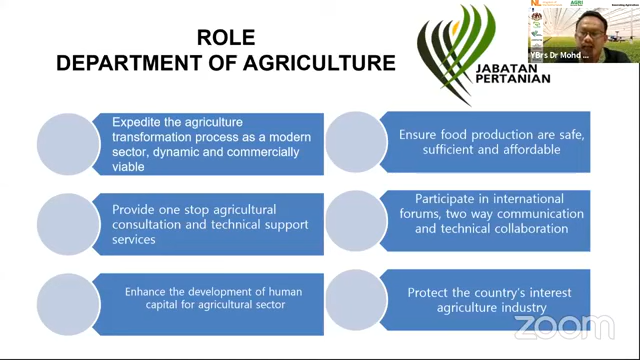 ROLE
DEPARTMENT OF AGRICULTURE
JABATAN
PERTANIAN
NL
AGRI
YBrs Dr Mohd
Expedite the agriculture
transformation process as a modern
sector, dynamic and commercially
viable
Provide one stop agricultural
consultation and technical support
services
Enhance the development of human
capital for agricultural sector
Ensure food production are safe,
sufficient and affordable
Participate in international
forums, two way communication
and technical collaboration
Protect the country's interest
agriculture industry
zoom